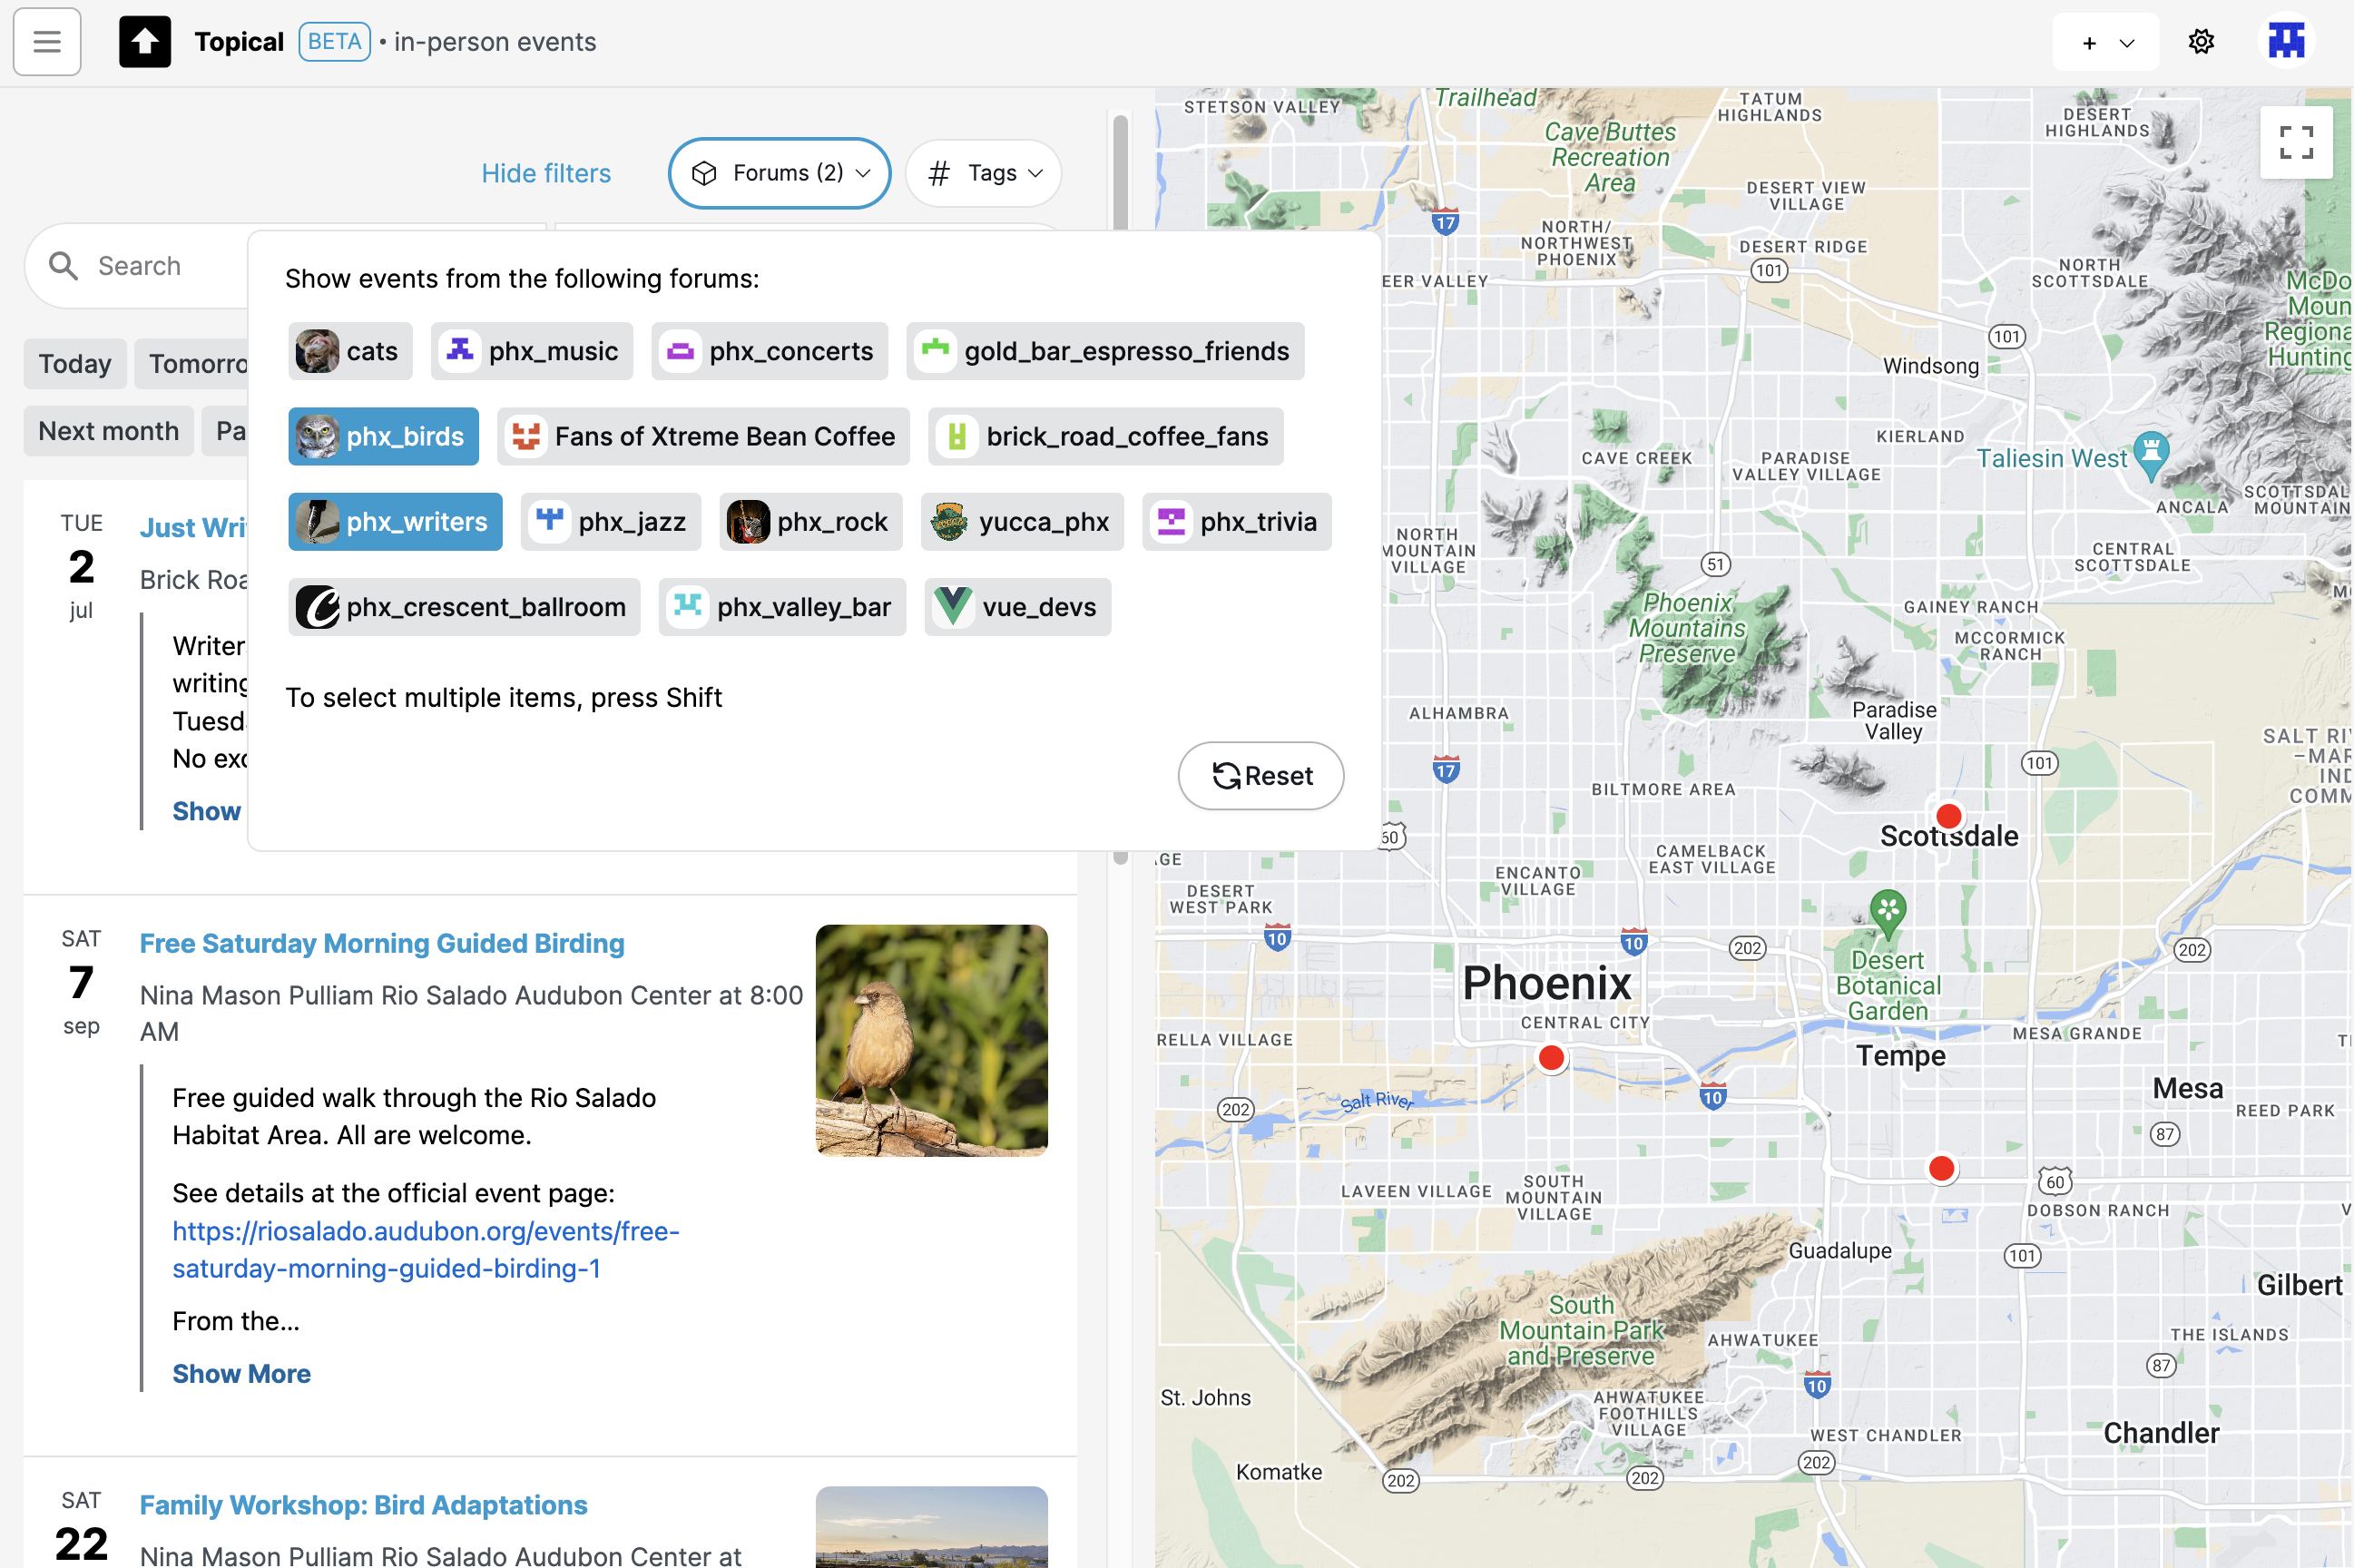 Topical BETA • in-person events
+
Hide filters
Forums (2)
# Tags
Search
Show events from the following forums:
cats
phx_music
phx_concerts
gold_bar_espresso_friends
phx_birds
Fans of Xtreme Bean Coffee
brick_road_coffee_fans
phx_writers
phx_jazz
phx_rock
yucca_phx
phx_trivia
phx_crescent_ballroom
phx_valley_bar
vue_devs
To select multiple items, press Shift
Reset
Today
Tomorro
Next month
Pa
TUE
2
jul
Just Wri
Brick Roa
Writer
writing
Tuesd
No exc
Show
SAT
7
sep
Free Saturday Morning Guided Birding
Nina Mason Pulliam Rio Salado Audubon Center at 8:00
AM
Free guided walk through the Rio Salado
Habitat Area. All are welcome.
See details at the official event page:
https://riosalado.audubon.org/events/free-
saturday-morning-guided-birding-1
From the...
Show More
SAT
22
Family Workshop: Bird Adaptations
Nina Mason Pulliam Rio Salado Audubon Center at
STETSON VALLEY
Trailhead
Cave Buttes
Recreation
Area
TATUM
HIGHLANDS
DESERT
HIGHLANDS
DESERT VIEW
VILLAGE
17
NORTH/
NORTHWEST
PHOENIX
DESERT RIDGE
101
EER VALLEY
NORTH
SCOTTSDALE
McDo
Moun
Regiona
Hunting
101
Windsong
KIERLAND
CAVE CREEK
PARADISE
VALLEY VILLAGE
Taliesin West
ANCALA
SCOTTSDAL
MOUNTAIN
NORTH
MOUNTAIN
VILLAGE
51
CENTRAL
SCOTTSDALE
Phoenix
Mountains
Preserve
GAINEY RANCH
MCCORMICK
RANCH
ALHAMBRA
Paradise
Valley
17
101
SALT RI
–MAR
IND
COMM
BILTMORE AREA
60
Scottsdale
CAMELBACK
EAST VILLAGE
ENCANTO
VILLAGE
DESERT
WEST PARK
10
10
202
202
Desert
Botanical
Garden
Phoenix
CENTRAL CITY
RELLA VILLAGE
MESA GRANDE
Tempe
Mesa
REED PARK
202
Salt River
10
87
LAVEEN VILLAGE
SOUTH
MOUNTAIN
VILLAGE
60
DOBSON RANCH
Guadalupe
101
Gilbert
South
Mountain Park
and Preserve
AHWATUKEE
THE ISLANDS
87
10
St. Johns
AHWATUKEE
FOOTHILLS
VILLAGE
WEST CHANDLER
Chandler
Komatke
202
202
202